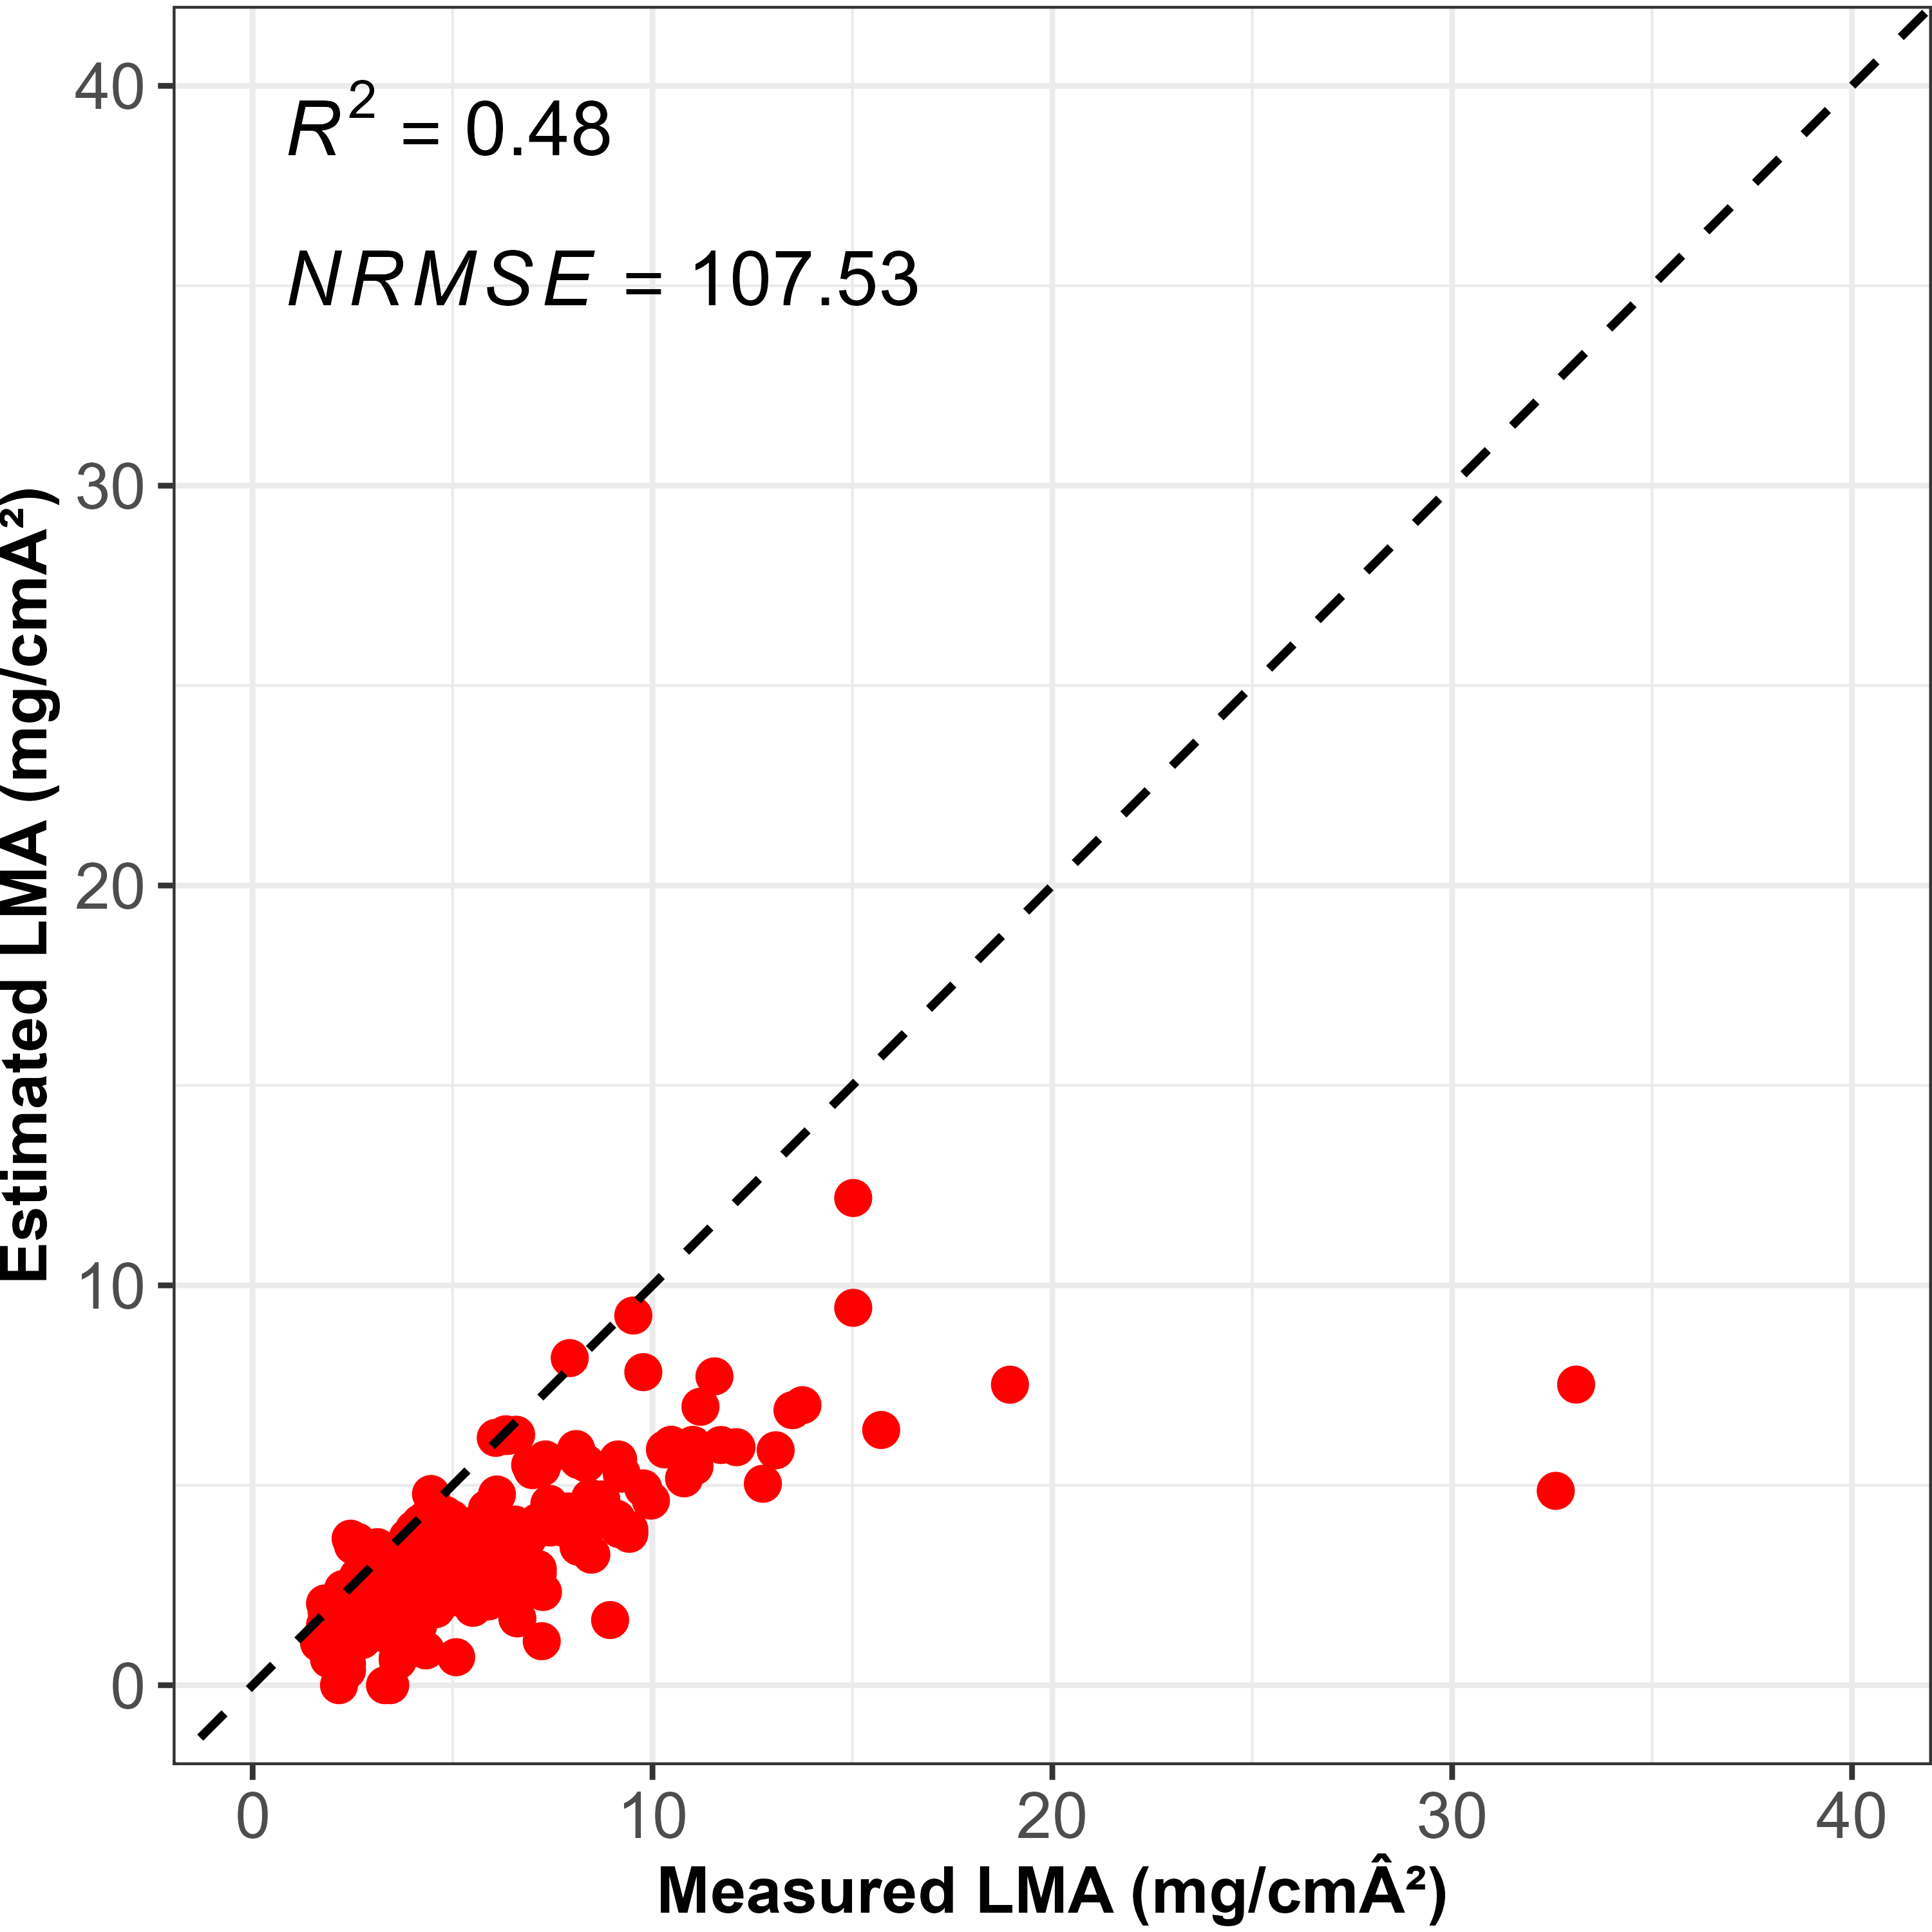 R² = 0.48
NRMSE = 107.53
40
30
20
10
0
Estimated LMA (mg/cmÂ²)
0 10 20 30 40
Measured LMA (mg/cmÂ²)